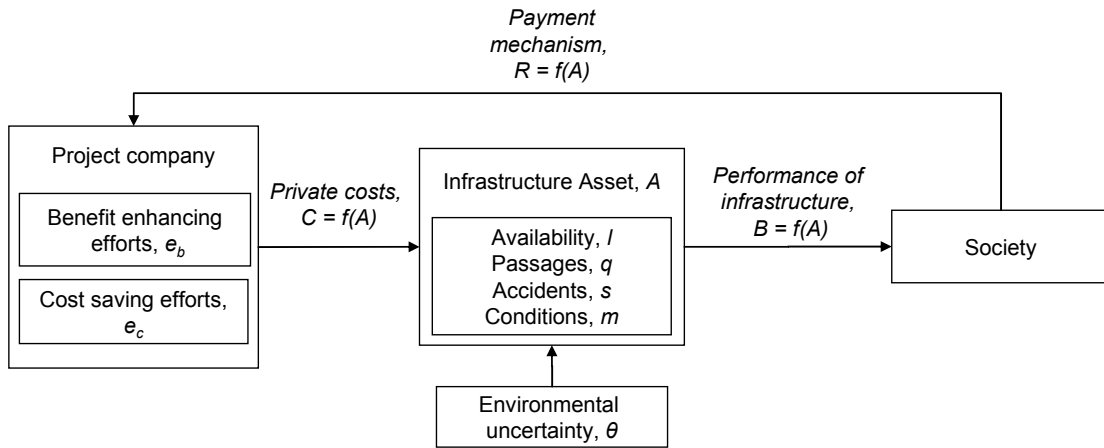 Payment
mechanism,
R = f(A)
Project company
Benefit enhancing
efforts, e_b
Cost saving efforts,
e_c
Private costs,
C = f(A)
Infrastructure Asset, A
Availability, l
Passages, q
Accidents, s
Conditions, m
Environmental
uncertainty, θ
Performance of
infrastructure,
B = f(A)
Society